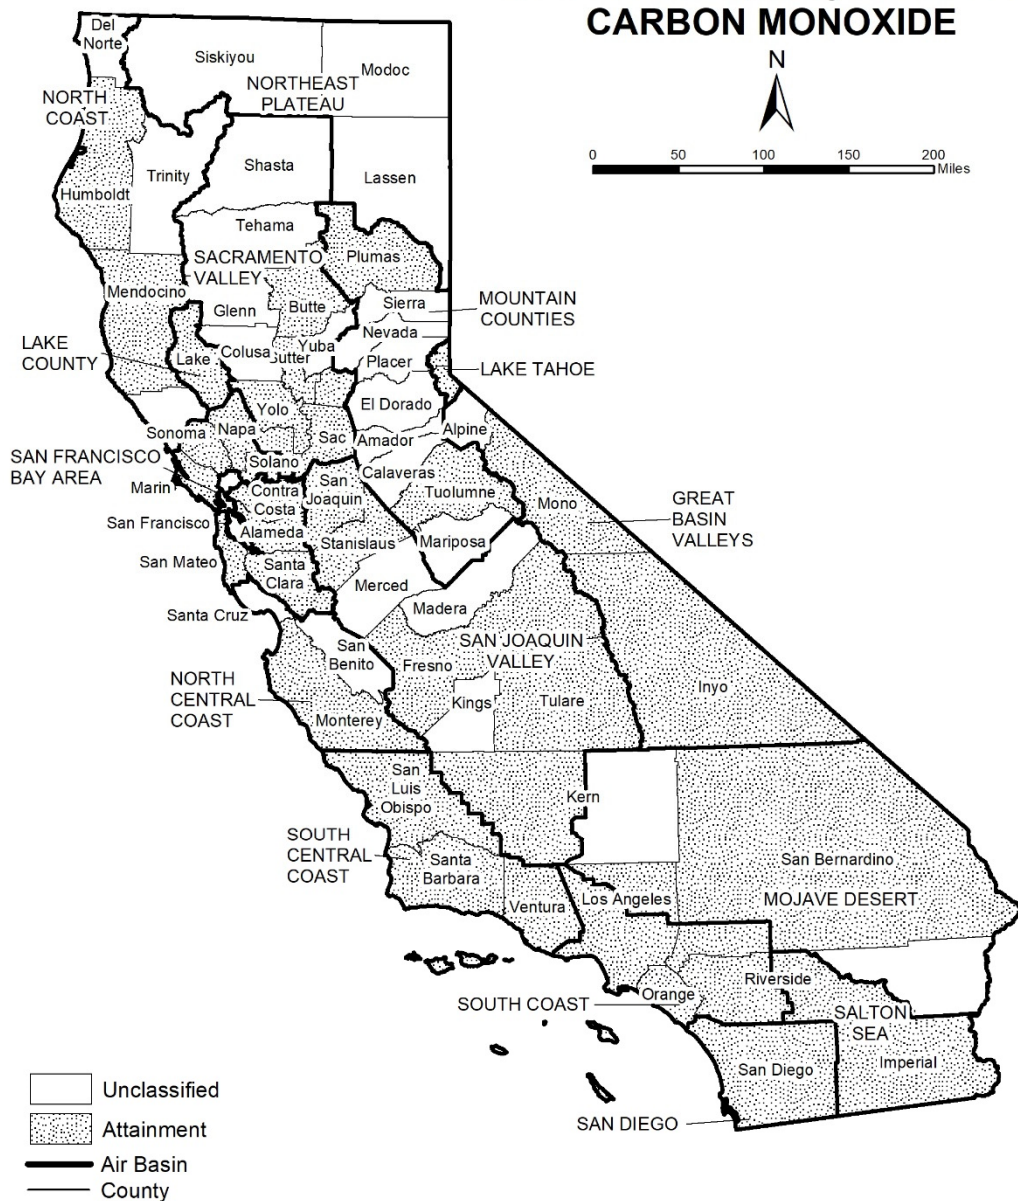 CARBON MONOXIDE
N
0 50 100 150 200
Miles
Del
Norte
Siskiyou
Modoc
NORTHEAST
PLATEAU
NORTH
COAST
Shasta
Trinity
Lassen
Humboldt
Tehama
SACRAMENTO
VALLEY
Plumas
Mendocino
Glenn
Butte
Sierra
MOUNTAIN
COUNTIES
Nevada
LAKE
COUNTY
Lake
Colusa
Yuba
Placer
LAKE TAHOE
El Dorado
Yolo
Sonoma
Napa
Sac
Amador
Alpine
SAN FRANCISCO
BAY AREA
Solano
Calaveras
Marin
Contra
Costa
San
Joaquin
Tuolumne
Mono
GREAT
BASIN
VALLEYS
San Francisco
Alameda
Stanislaus
Mariposa
San Mateo
Santa
Clara
Merced
Madera
Santa Cruz
San
Benito
SAN JOAQUIN
VALLEY
Fresno
NORTH
CENTRAL
COAST
Monterey
Kings
Tulare
Inyo
San
Luis
Obispo
Kern
SOUTH
CENTRAL
COAST
Santa
Barbara
San Bernardino
Ventura
Los Angeles
MOJAVE DESERT
Riverside
Orange
SOUTH COAST
SALTON
SEA
San Diego
Imperial
SAN DIEGO
Unclassified
Attainment
Air Basin
County